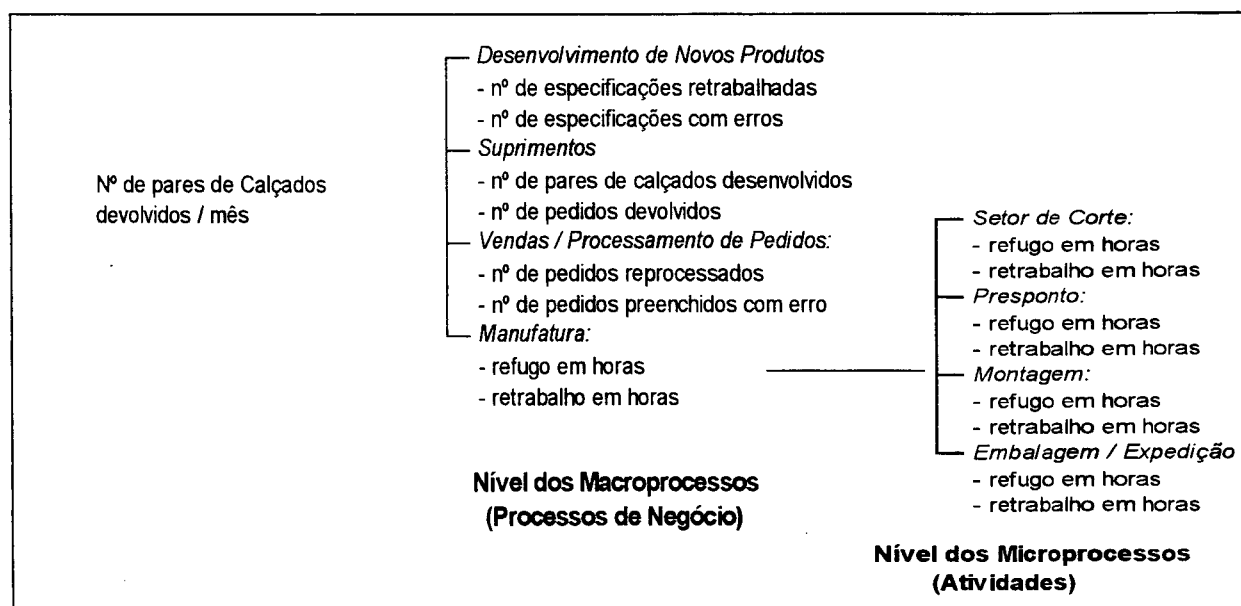 Nº de pares de Calçados
devolvidos / mês
Desenvolvimento de Novos Produtos
- nº de especificações retrabalhadas
- nº de especificações com erros
Suprimentos
- nº de pares de calçados desenvolvidos
- nº de pedidos devolvidos
Vendas / Processamento de Pedidos:
- nº de pedidos reprocessados
- nº de pedidos preenchidos com erro
Manufatura:
- refugo em horas
- retrabalho em horas
Nível dos Macroprocessos
(Processos de Negócio)
Setor de Corte:
- refugo em horas
- retrabalho em horas
Presponto:
- refugo em horas
- retrabalho em horas
Montagem:
- refugo em horas
- retrabalho em horas
Embalagem / Expedição
- refugo em horas
- retrabalho em horas
Nível dos Microprocessos
(Atividades)